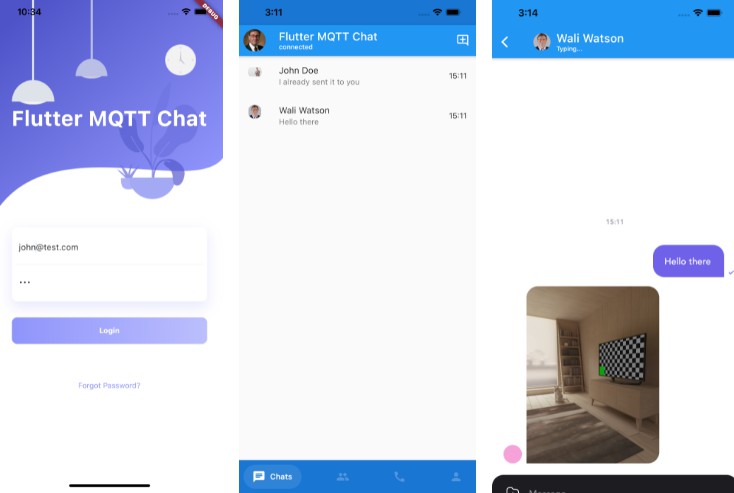 10:34
Flutter MQTT Chat
john@test.com
Login
Forgot Password?
3:11
Flutter MQTT Chat
connected
John Doe
I already sent it to you
15:11
Wali Watson
Hello there
15:11
Chats
3:14
Wali Watson
Typing...
15:11
Hello there